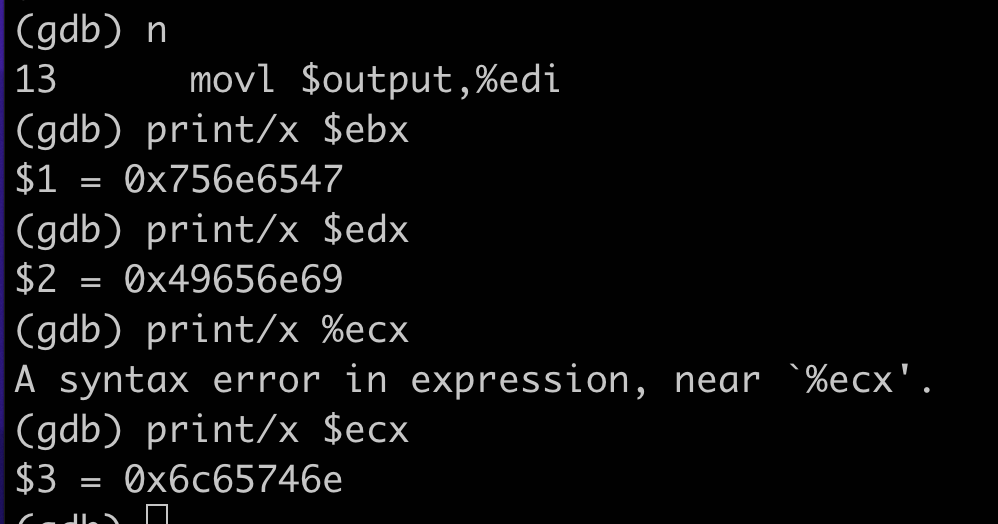 (gdb) n
13      movl $output,%edi
(gdb) print/x $ebx
$1 = 0x756e6547
(gdb) print/x $edx
$2 = 0x49656e69
(gdb) print/x %ecx
A syntax error in expression, near `%ecx'.
(gdb) print/x $ecx
$3 = 0x6c65746e
(gdb)